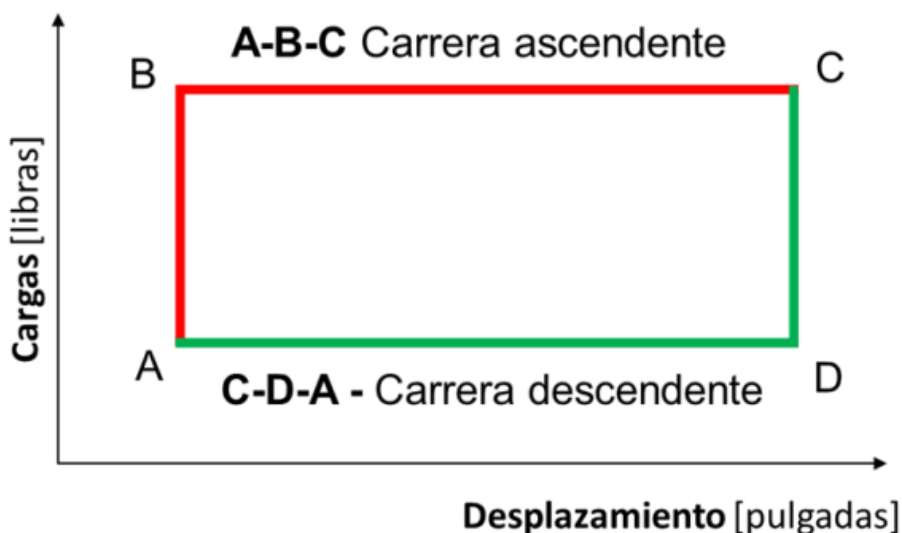 A-B-C Carrera ascendente
B
C
Cargas [libras]
A
D
C-D-A - Carrera descendente
Desplazamiento [pulgadas]